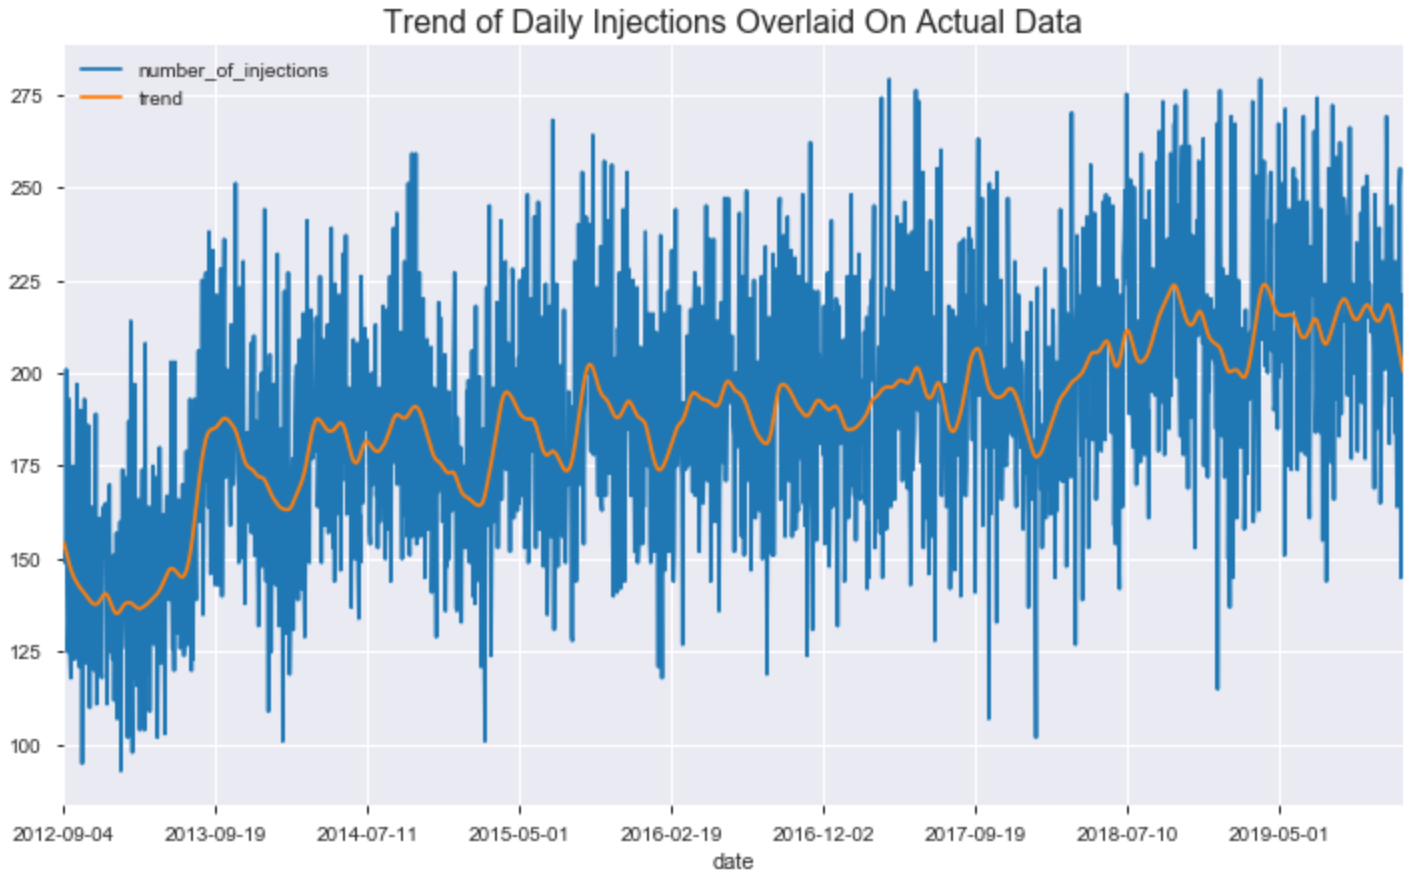 Trend of Daily Injections Overlaid On Actual Data
number_of_injections
trend
275
250
225
200
175
150
125
100
2012-09-04 2013-09-19 2014-07-11 2015-05-01 2016-02-19 2016-12-02 2017-09-19 2018-07-10 2019-05-01
date